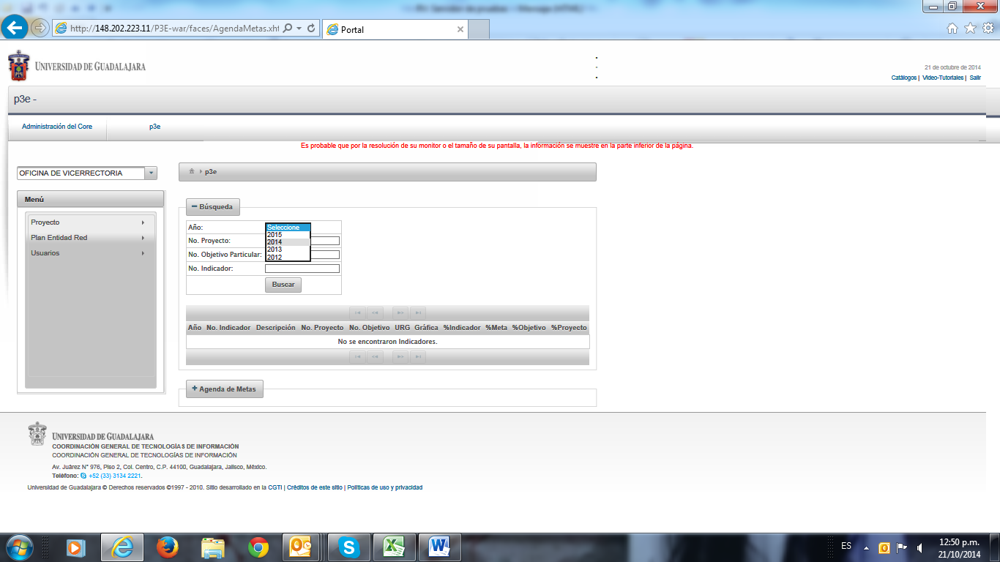 http://148.202.223.11/P3E-war/faces/AgendaMetas.xht
Portal
UNIVERSIDAD DE GUADALAJARA
21 de octubre de 2014
Catálogos | Video-Tutoriales | Salir
p3e -
Administración del Core p3e
Es probable que por la resolución de su monitor o el tamaño de su pantalla, la información se muestre en la parte inferior de la página.
OFICINA DE VICERRECTORIA
p3e
Menú
Proyecto
Plan Entidad Red
Usuarios
Búsqueda
Año:
Seleccione
2015
2014
2013
2012
No. Proyecto:
No. Objetivo Particular:
No. Indicador:
Buscar
Año No. Indicador Descripción No. Proyecto No. Objetivo URG Gráfica %Indicador %Meta %Objetivo %Proyecto
No se encontraron Indicadores.
Agenda de Metas
UNIVERSIDAD DE GUADALAJARA
COORDINACIÓN GENERAL DE TECNOLOGÍAS DE INFORMACIÓN
COORDINACIÓN GENERAL DE TECNOLOGÍAS DE INFORMACIÓN
Av. Juárez N° 976, Piso 2, Col. Centro, C.P. 44100, Guadalajara, Jalisco, México.
Teléfono: +52 (33) 3134 2221.
Universidad de Guadalajara © Derechos reservados ©1997 - 2010. Sitio desarrollado en la CGTI | Créditos de este sitio | Políticas de uso y privacidad
ES
12:50 p.m.
21/10/2014